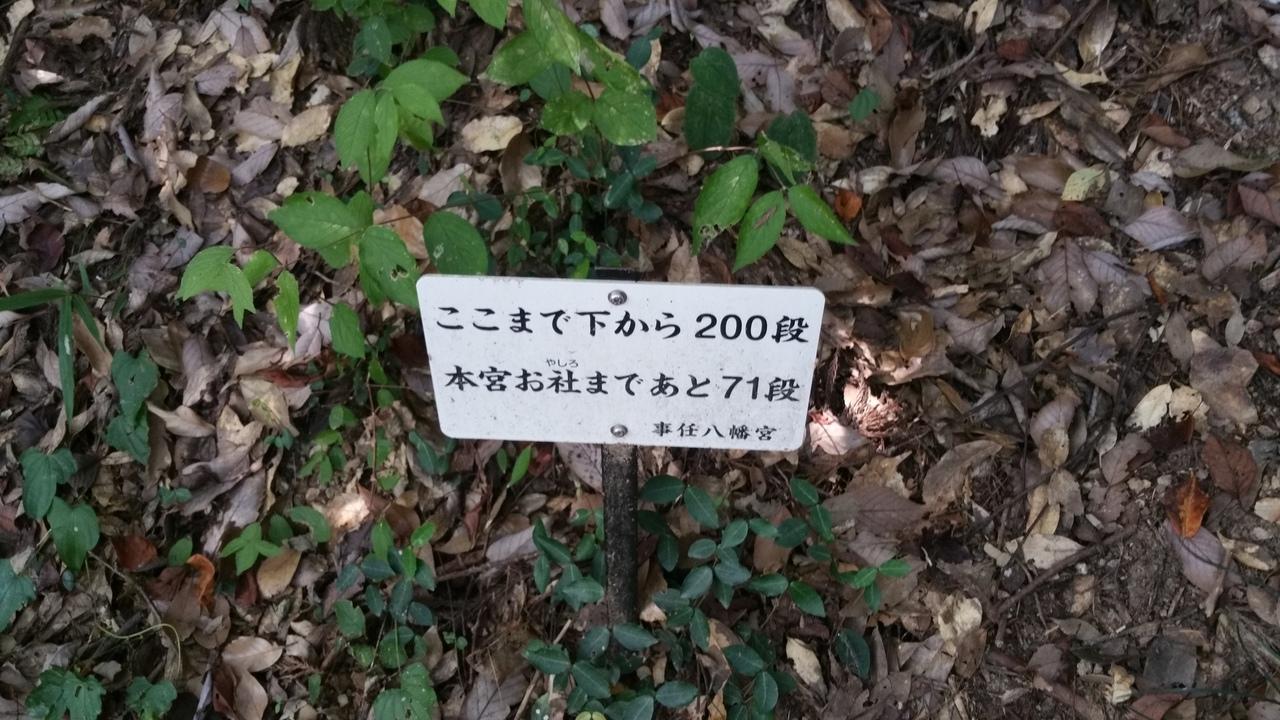 ここまで下から200段
やしろ
本宮お社まであと71段
事任八幡宮